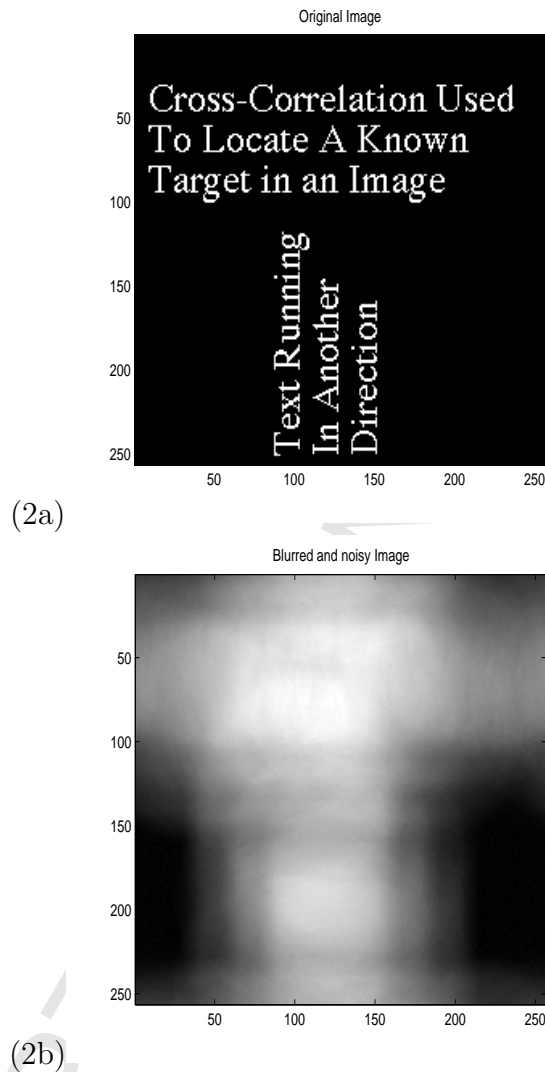 Original Image
Cross-Correlation Used
To Locate A Known
Target in an Image
Text Running
In Another
Direction
50
100
150
200
250
50 100 150 200 250
(2a)
Blurred and noisy Image
50
100
150
200
250
50 100 150 200 250
(2b)